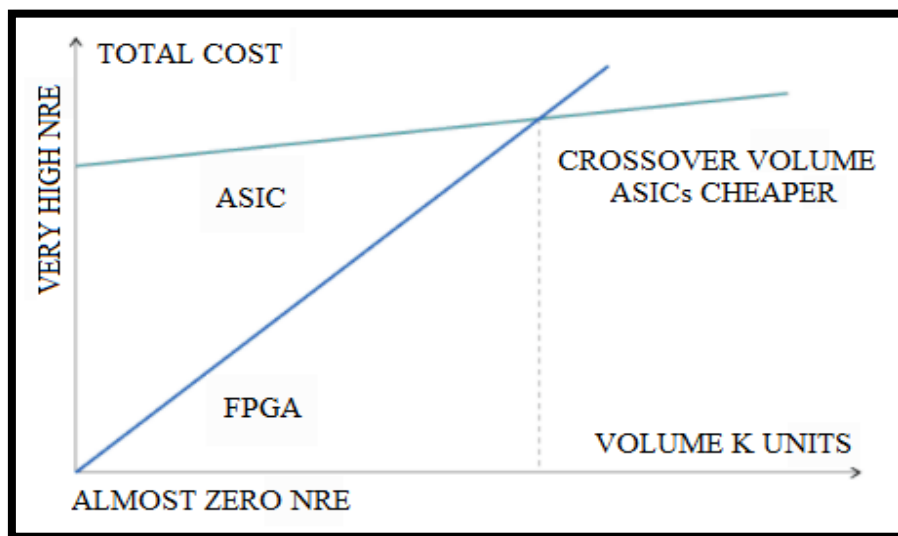 TOTAL COST
VERY HIGH NRE
ASIC
CROSSOVER VOLUME
ASICs CHEAPER
FPGA
VOLUME K UNITS
ALMOST ZERO NRE